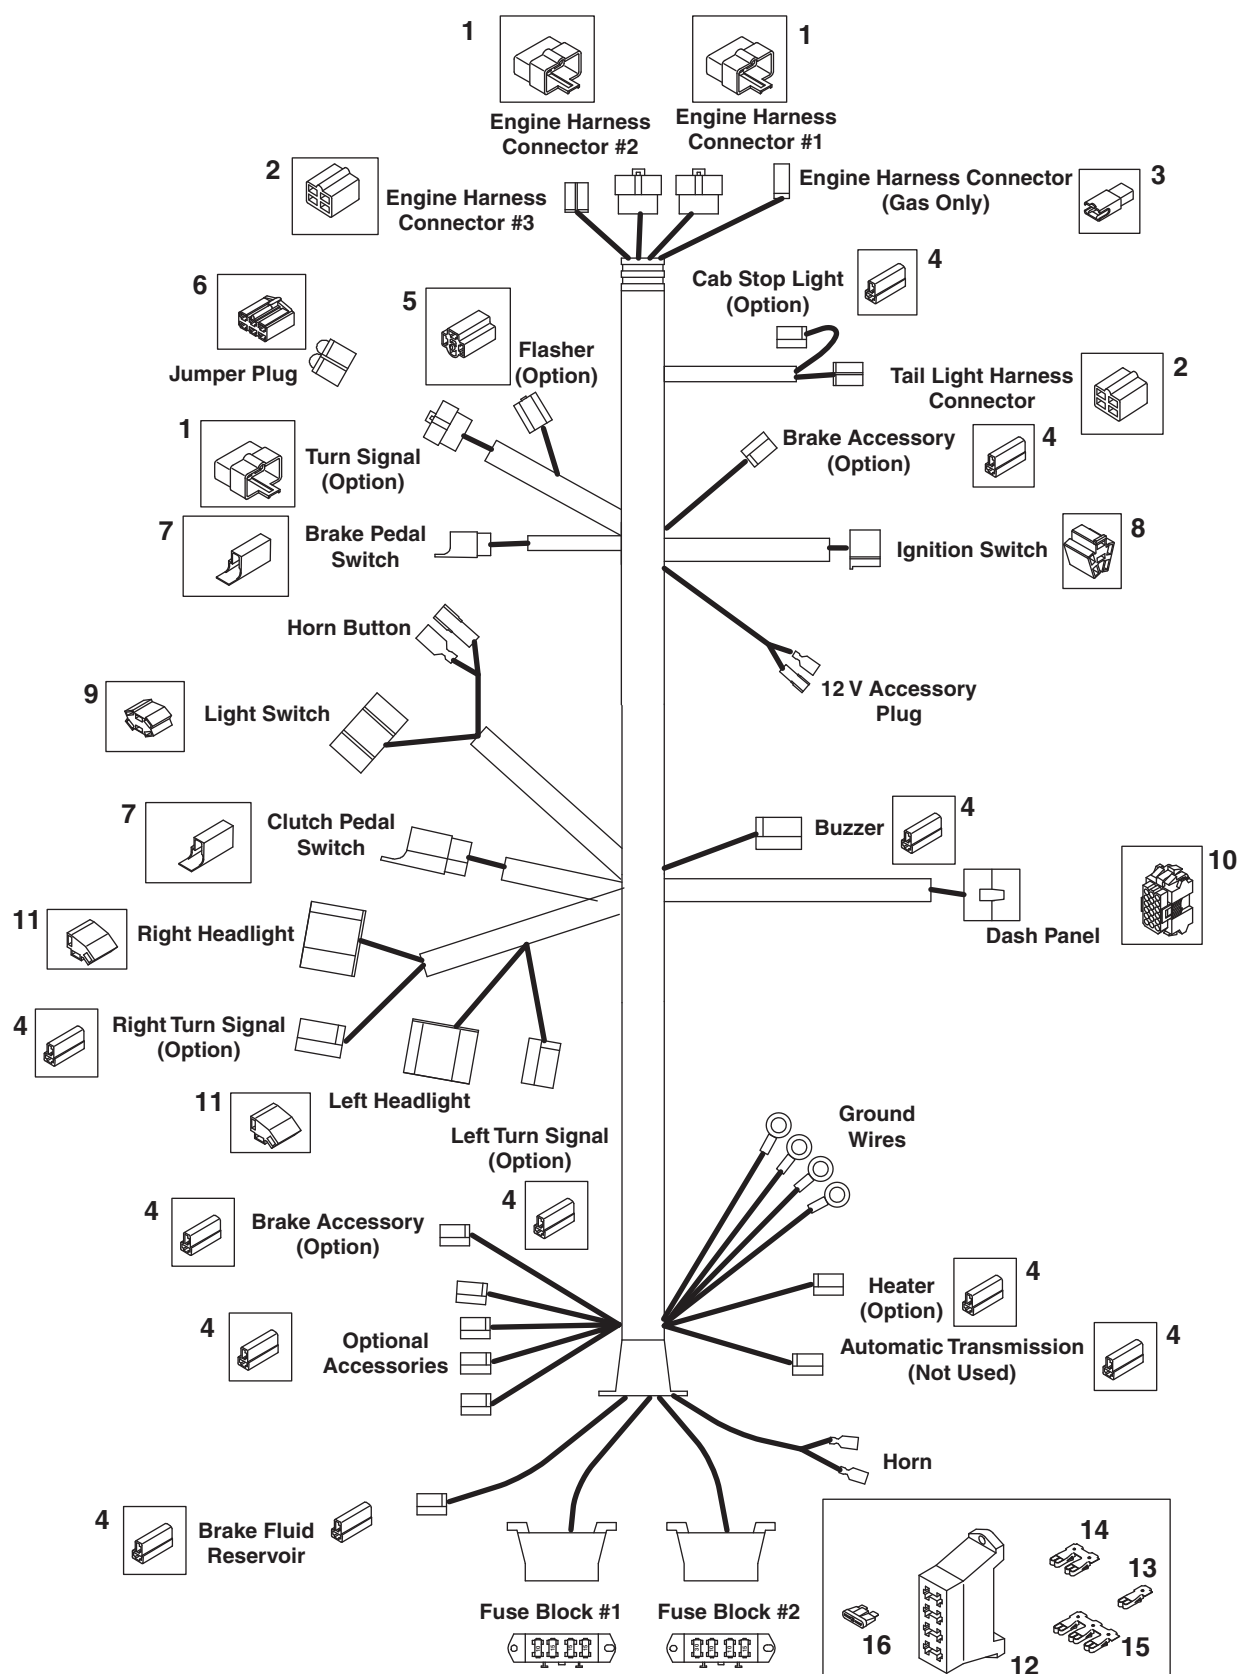 1
1
Engine Harness
Connector #2
Engine Harness
Connector #1
2
Engine Harness
Connector #3
Engine Harness Connector
(Gas Only)
3
Cab Stop Light
(Option)
4
6
Jumper Plug
5
Flasher
(Option)
Tail Light Harness
Connector
2
1
Turn Signal
(Option)
Brake Accessory
(Option)
4
7
Brake Pedal
Switch
Ignition Switch
8
Horn Button
12 V Accessory
Plug
9
Light Switch
7
Clutch Pedal
Switch
Buzzer
4
10
Dash Panel
11
Right Headlight
4
Right Turn Signal
(Option)
11
Left Headlight
Left Turn Signal
(Option)
4
Ground
Wires
4
Brake Accessory
(Option)
Heater
(Option)
4
4
Optional
Accessories
Automatic Transmission
(Not Used)
4
Horn
4
Brake Fluid
Reservoir
Fuse Block #1
Fuse Block #2
14
13
16
15
12